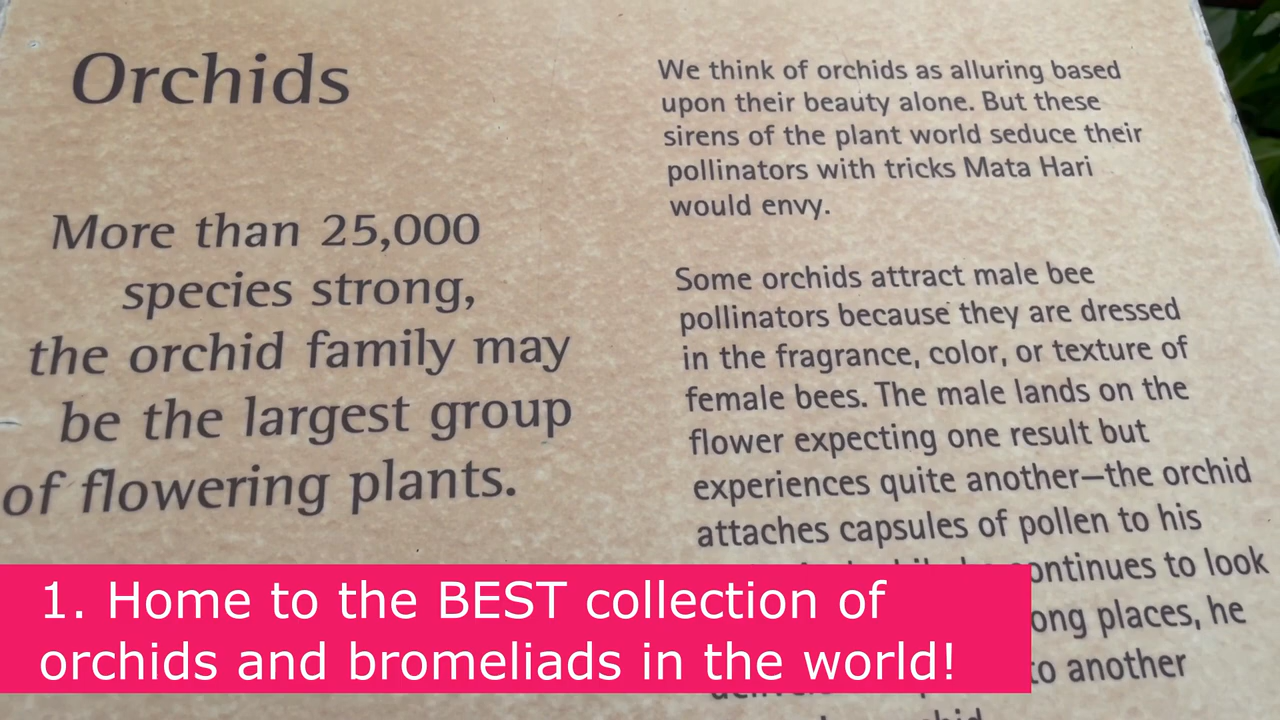 Orchids
More than 25,000
species strong,
the orchid family may
be the largest group
of flowering plants.
We think of orchids as alluring based
upon their beauty alone. But these
sirens of the plant world seduce their
pollinators with tricks Mata Hari
would envy.
Some orchids attract male bee
pollinators because they are dressed
in the fragrance, color, or texture of
female bees. The male lands on the
flower expecting one result but
experiences quite another—the orchid
attaches capsules of pollen to his
continues to look
places, he
to another
1. Home to the BEST collection of
orchids and bromeliads in the world!